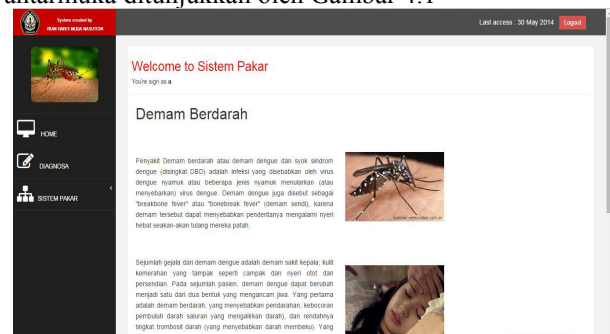 antarmuka ditunjukkan oleh Gambar 4.1
System created by
RIAN HARIS MUDA NASUTION
Last access : 30 May 2014
Logout
Welcome to Sistem Pakar
You're sign as a
HOME
DIAGNOSA
SISTEM PAKAR
Demam Berdarah
Penyakit Demam berdarah atau demam dengue dan syok sindrom
dengue (disingkat DBD) adalah infeksi yang disebabkan oleh virus
dengue nyamuk atau beberapa jenis nyamuk menularkan (atau
menyebarkan) virus dengue. Demam dengue juga disebut sebagai
"breakbone fever" atau "bonebreak fever" (demam sendi), karena
demam tersebut dapat menyebabkan penderitanya mengalami nyeri
hebat seakan-akan tulang mereka patah.
Sejumlah gejala dari demam dengue adalah demam sakit kepala; kulit
kemerahan yang tampak seperti campak dan nyeri otot dan
persendian. Pada sejumlah pasien, demam dengue dapat berubah
menjadi satu dari dua bentuk yang mengancam jiwa. Yang pertama
adalah demam berdarah, yang menyebabkan pendarahan, kebocoran
pembuluh darah saluran yang mengalirkan darah), dan rendahnya
tingkat trombosit darah (yang menyebabkan darah membeku). Yang